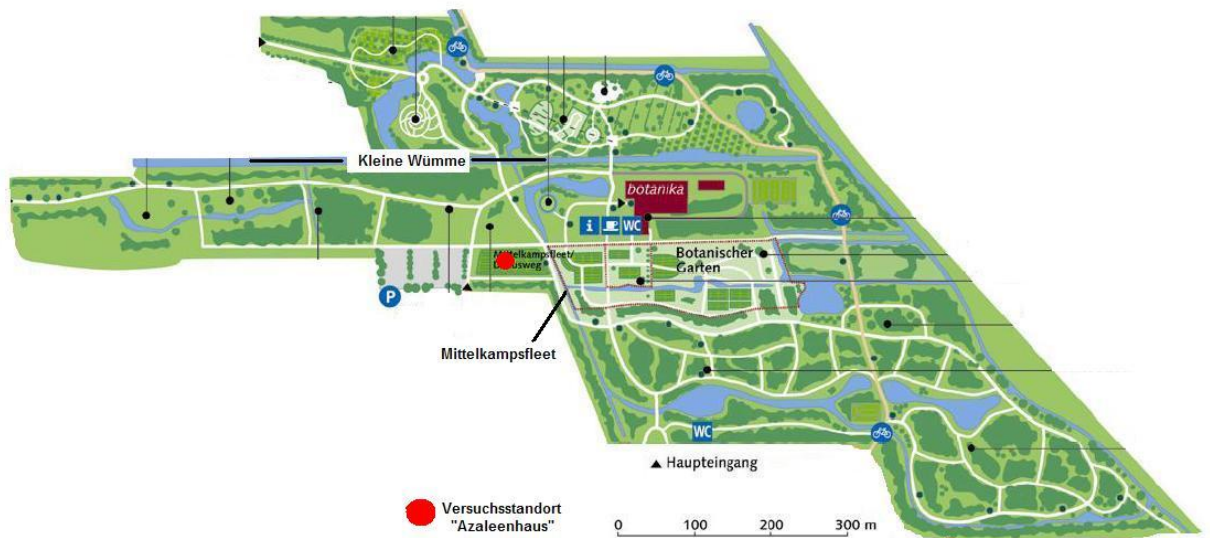 Kleine Wümme
botanika
i WC
Mittelkampsfleet/
Botanischer
Garten
P
Mittelkampsfleet
WC
Haupteingang
Versuchsstandort
"Azaleenhaus"
0 100 200 300 m